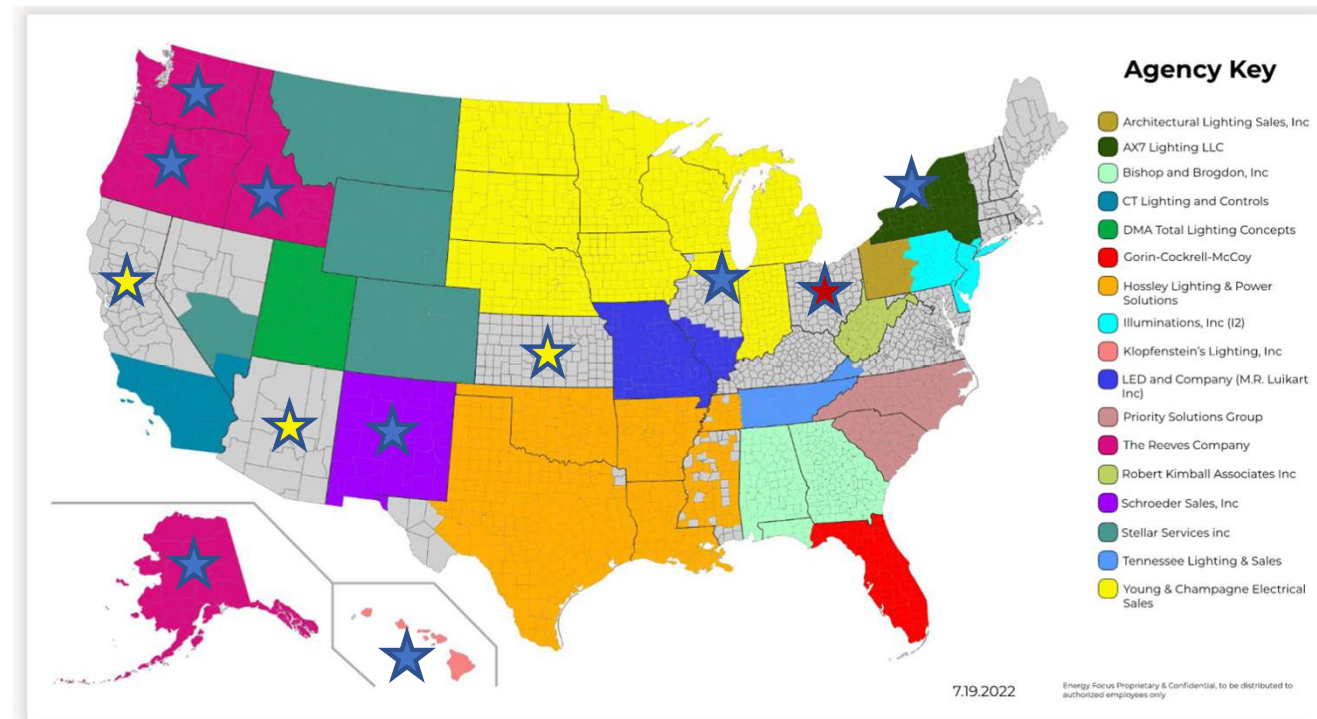 Agency Key
Architectural Lighting Sales, Inc
AX7 Lighting LLC
Bishop and Brogdon, Inc
CT Lighting and Controls
DMA Total Lighting Concepts
Gorin-Cockrell-McCoy
Hossley Lighting & Power
Solutions
Illuminations, Inc (I2)
Klopfenstein's Lighting, Inc
LED and Company (M.R. Luikart
Inc)
Priority Solutions Group
The Reeves Company
Robert Kimball Associates Inc
Schroeder Sales, Inc
Stellar Services inc
Tennessee Lighting & Sales
Young & Champagne Electrical
Sales
7.19.2022
Energy Focus Proprietary & Confidential, to be distributed to
authorized employees only